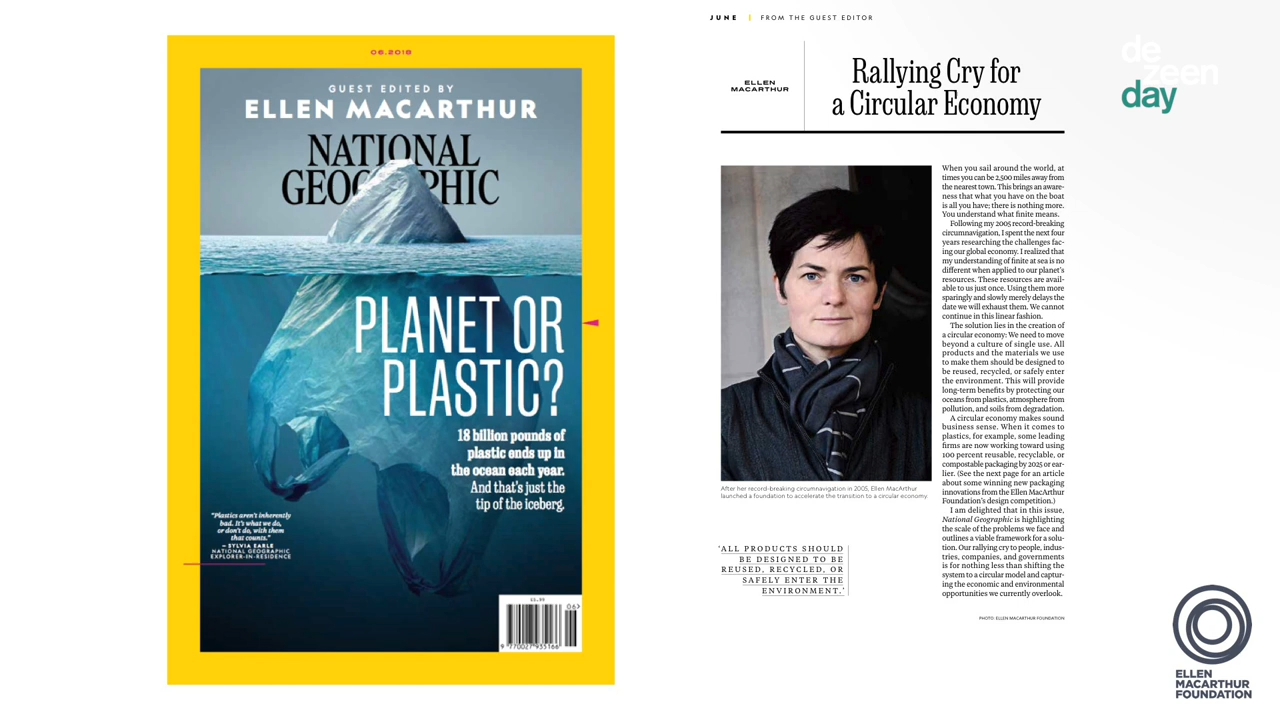 06.2018
GUEST EDITED BY
ELLEN MACARTHUR
NATIONAL
GEOGRAPHIC
PLANET OR
PLASTIC?
18 billion pounds of
plastic ends up in
the ocean each year.
And that's just the
tip of the iceberg.
"Plastics aren't inherently
bad. It's what we do,
or don't do, with them
that counts."
— SYLVIA EARLE
NATIONAL GEOGRAPHIC
EXPLORER-IN-RESIDENCE
$5.99
06>
9 770027 935166
JUNE | FROM THE GUEST EDITOR
ELLEN
MACARTHUR
Rallying Cry for
a Circular Economy
When you sail around the world, at
times you can be 2,500 miles away from
the nearest town. This brings an aware-
ness that what you have on the boat
is all you have; there is nothing more.
You understand what finite means.
Following my 2005 record-breaking
circumnavigation, I spent the next four
years researching the challenges fac-
ing our global economy. I realized that
my understanding of finite at sea is no
different when applied to our planet's
resources. These resources are avail-
able to us just once. Using them more
sparingly and slowly merely delays the
date we will exhaust them. We cannot
continue in this linear fashion.
The solution lies in the creation of
a circular economy: We need to move
beyond a culture of single use. All
products and the materials we use
to make them should be designed to
be reused, recycled, or safely enter
the environment. This will provide
long-term benefits by protecting our
oceans from plastics, atmosphere from
pollution, and soils from degradation.
A circular economy makes sound
business sense. When it comes to
plastics, for example, some leading
firms are now working toward using
100 percent reusable, recyclable, or
compostable packaging by 2025 or ear-
lier. (See the next page for an article
about some winning new packaging
innovations from the Ellen MacArthur
Foundation's design competition.)
I am delighted that in this issue,
National Geographic is highlighting
the scale of the problems we face and
outlines a viable framework for a solu-
tion. Our rallying cry to people, indus-
tries, companies, and governments
is for nothing less than shifting the
system to a circular model and captur-
ing the economic and environmental
opportunities we currently overlook.
After her record-breaking circumnavigation in 2005, Ellen MacArthur
launched a foundation to accelerate the transition to a circular economy.
'ALL PRODUCTS SHOULD
BE DESIGNED TO BE
REUSED, RECYCLED, OR
SAFELY ENTER THE
ENVIRONMENT.'
PHOTO: ELLEN MACARTHUR FOUNDATION
de
zeen
day
ELLEN
MACARTHUR
FOUNDATION